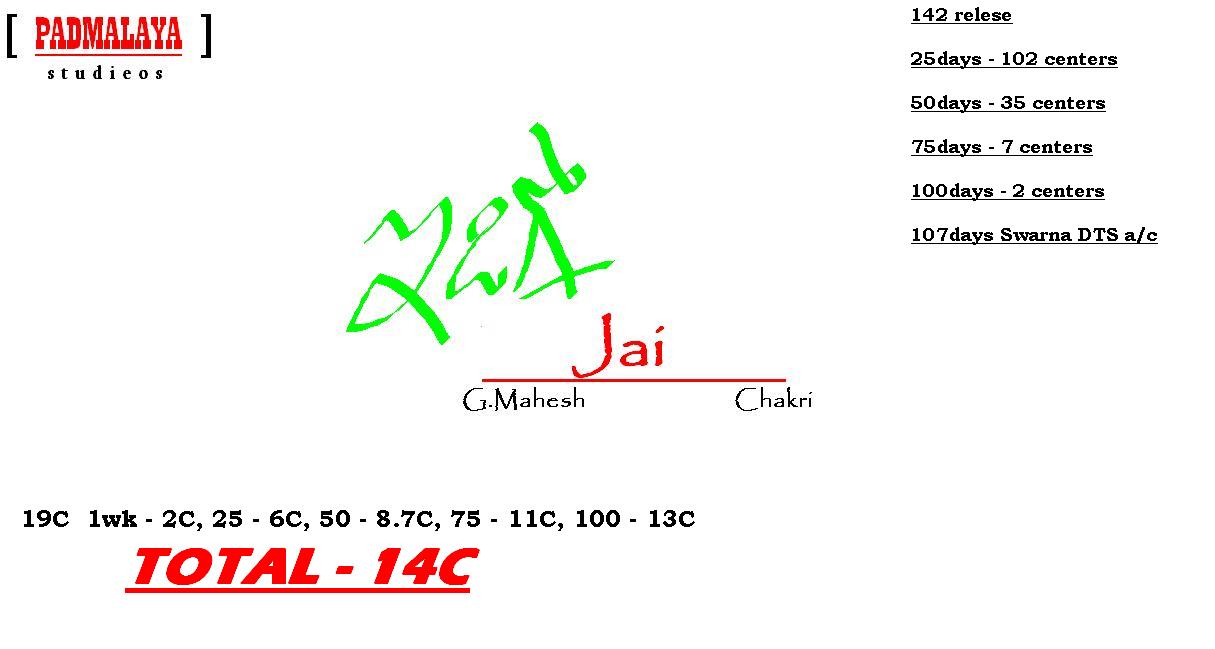 [ PADMALAYA ]
studieos
142 relese
25days - 102 centers
50days - 35 centers
75days - 7 centers
100days - 2 centers
107days Swarna DTS a/c
Jai
G.Mahesh Chakri
19C 1wk - 2C, 25 - 6C, 50 - 8.7C, 75 - 11C, 100 - 13C
TOTAL - 14C